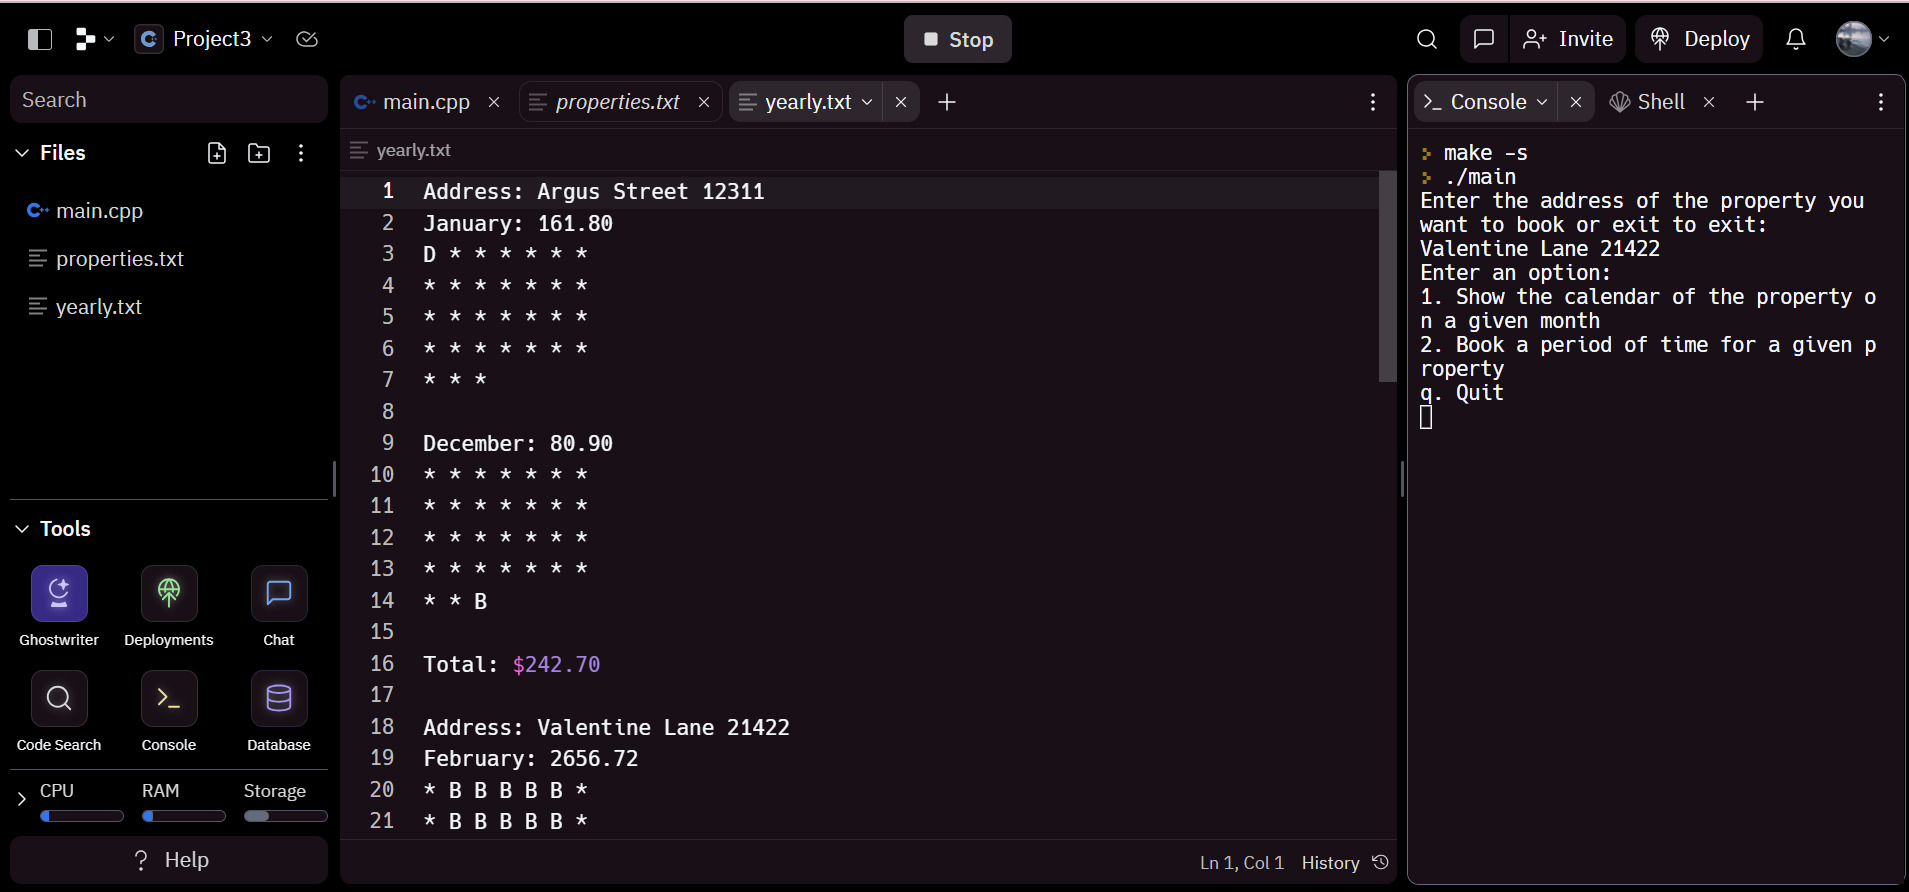 Project3
Stop
Invite
Deploy
Search
Files
main.cpp
properties.txt
yearly.txt
Tools
Ghostwriter
Deployments
Chat
Code Search
Console
Database
CPU
RAM
Storage
? Help
main.cpp
properties.txt
yearly.txt
yearly.txt
1 Address: Argus Street 12311
2 January: 161.80
3 D * * * * * *
4 * * * * * * *
5 * * * * * * *
6 * * * * * * *
7 * * *
8
9 December: 80.90
10 * * * * * * *
11 * * * * * * *
12 * * * * * * *
13 * * * * * * *
14 * * B
15
16 Total: $242.70
17
18 Address: Valentine Lane 21422
19 February: 2656.72
20 * B B B B B *
21 * B B B B B *
Ln 1, Col 1
History
Console
Shell
make -s
./main
Enter the address of the property you
want to book or exit to exit:
Valentine Lane 21422
Enter an option:
1. Show the calendar of the property o
n a given month
2. Book a period of time for a given p
roperty
q. Quit